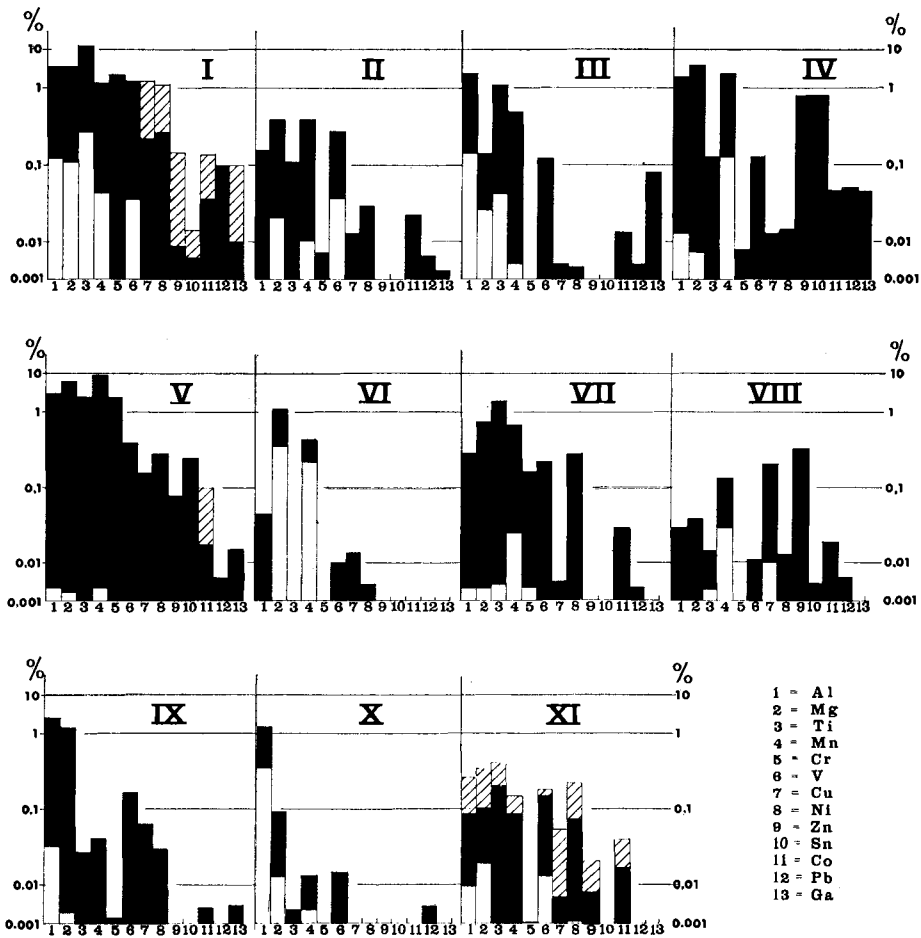 % %
10 I II III IV 10
1 1
0,1 0,1
0.01 0.01
0.001 0.001
1 2 3 4 5 6 7 8 9 10 11 12 13 1 2 3 4 5 6 7 8 9 10 11 12 13 1 2 3 4 5 6 7 8 9 10 11 12 13 1 2 3 4 5 6 7 8 9 10 11 12 13
% %
10 V VI VII VIII 10
1 1
0,1 0,1
0.01 0.01
0.001 0.001
1 2 3 4 5 6 7 8 9 10 11 12 13 1 2 3 4 5 6 7 8 9 10 11 12 13 1 2 3 4 5 6 7 8 9 10 11 12 13 1 2 3 4 5 6 7 8 9 10 11 12 13
% %
10 IX X XI 10
1 1
0,1 0,1
0.01 0.01
0.001 0.001
1 2 3 4 5 6 7 8 9 10 11 12 13 1 2 3 4 5 6 7 8 9 10 11 12 13 1 2 3 4 5 6 7 8 9 10 11 12 13
1 = Al
2 = Mg
3 = Ti
4 = Mn
5 = Cr
6 = V
7 = Cu
8 = Ni
9 = Zn
10 = Sn
11 = Co
12 = Pb
13 = Ga